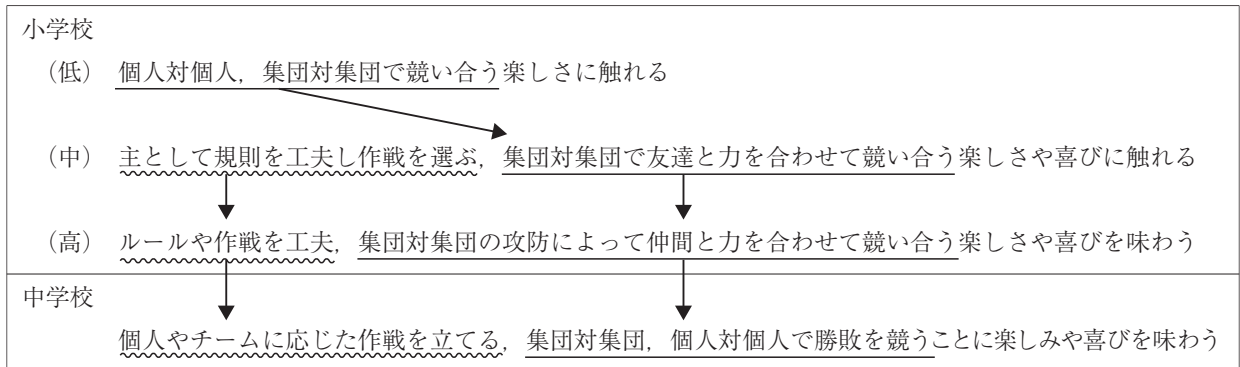 小学校
（低） 個人対個人，集団対集団で競い合う楽しさに触れる
（中） 主として規則を工夫し作戦を選ぶ，集団対集団で友達と力を合わせて競い合う楽しさや喜びに触れる
（高） ルールや作戦を工夫，集団対集団の攻防によって仲間と力を合わせて競い合う楽しさや喜びを味わう
中学校
個人やチームに応じた作戦を立てる，集団対集団，個人対個人で勝敗を競うことに楽しみや喜びを味わう